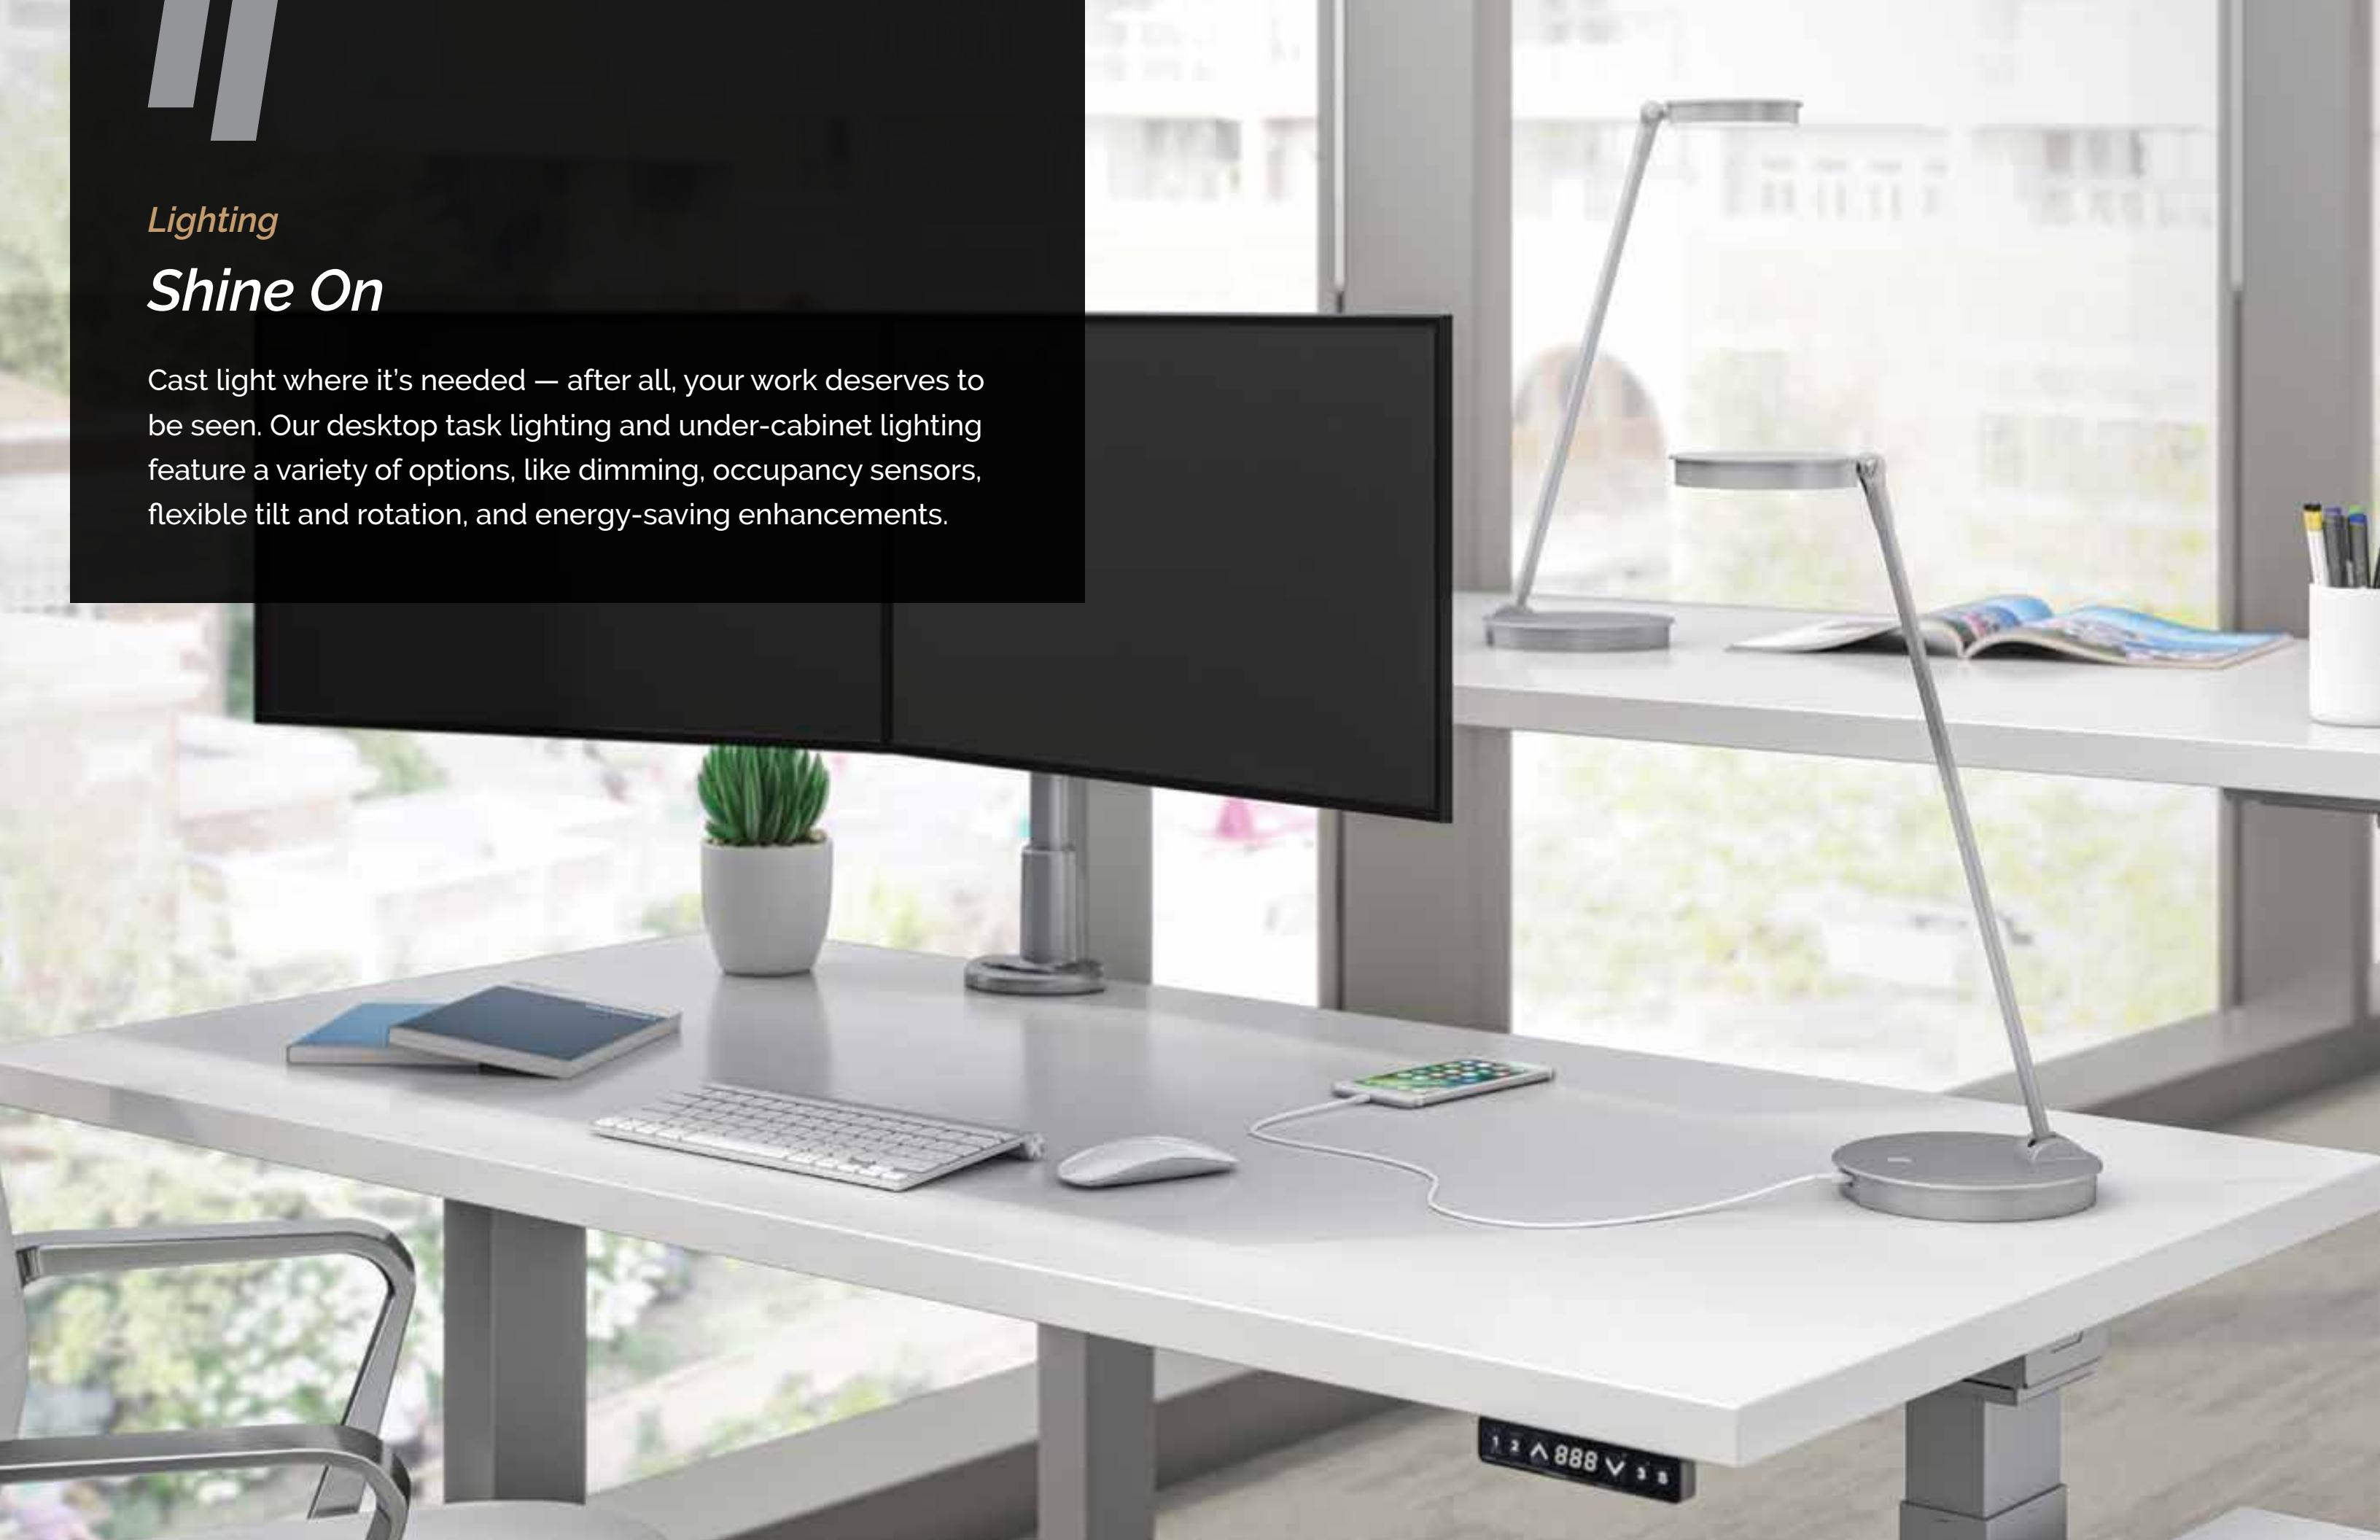 Lighting
Shine On
Cast light where it’s needed — after all, your work deserves to
be seen. Our desktop task lighting and under-cabinet lighting
feature a variety of options, like dimming, occupancy sensors,
flexible tilt and rotation, and energy-saving enhancements.
1 2 888 3 S